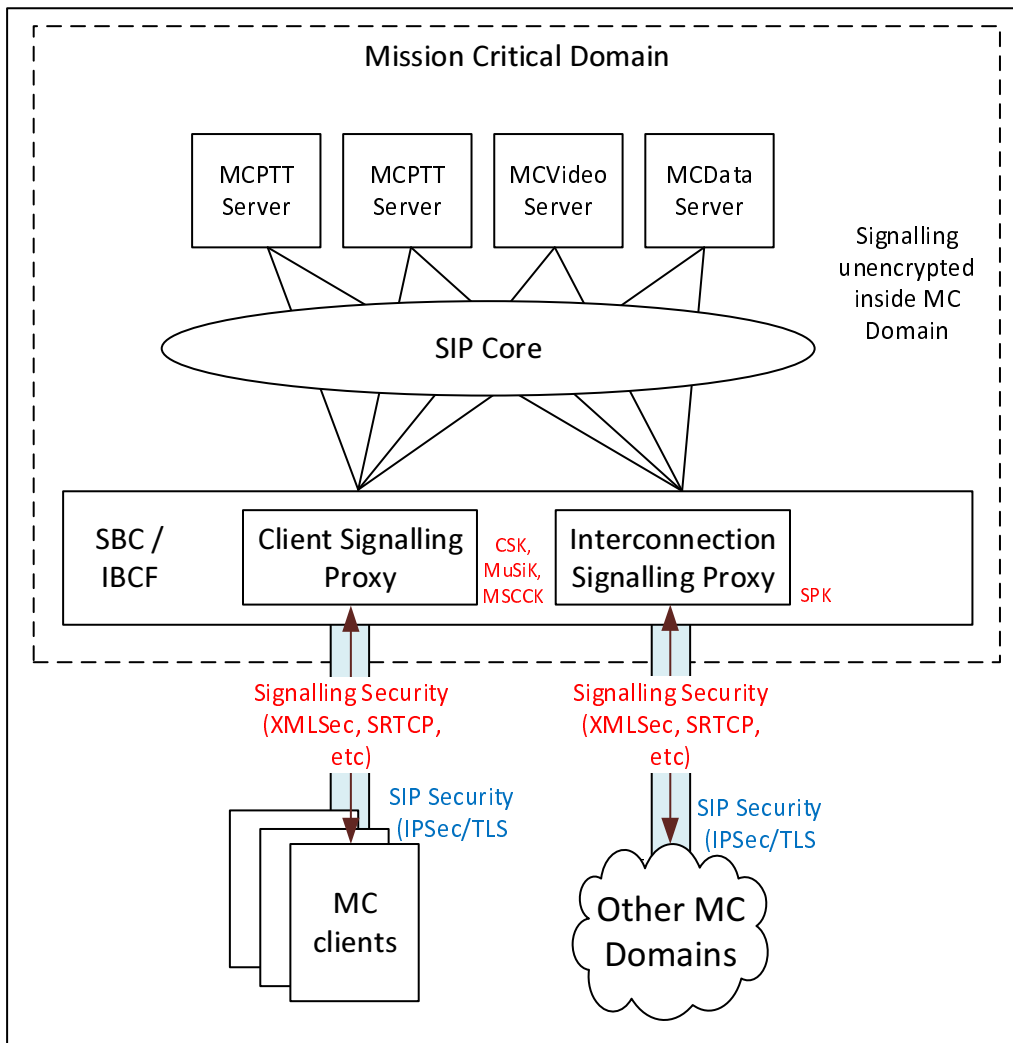 Mission Critical Domain
MCPTT
Server
MCPTT
Server
MCVideo
Server
MCData
Server
Signalling
unencrypted
inside MC
Domain
SIP Core
SBC /
IBCF
Client Signalling
Proxy
CSK,
MuSiK,
MSCCK
Interconnection
Signalling Proxy
SPK
Signalling Security
(XMLSec, SRTCP,
etc)
Signalling Security
(XMLSec, SRTCP,
etc)
SIP Security
(IPSec/TLS
SIP Security
(IPSec/TLS
MC
clients
Other MC
Domains